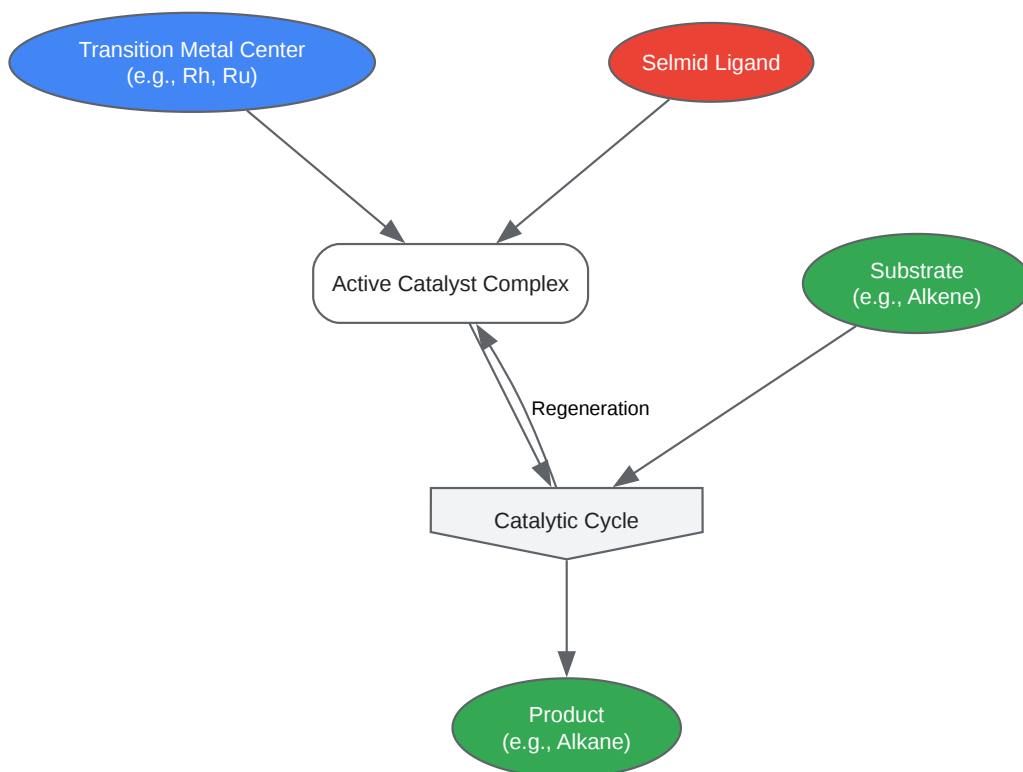 Transition Metal Center
(e.g., Rh, Ru)
Selmid Ligand
Active Catalyst Complex
Substrate
(e.g., Alkene)
Regeneration
Catalytic Cycle
Product
(e.g., Alkane)